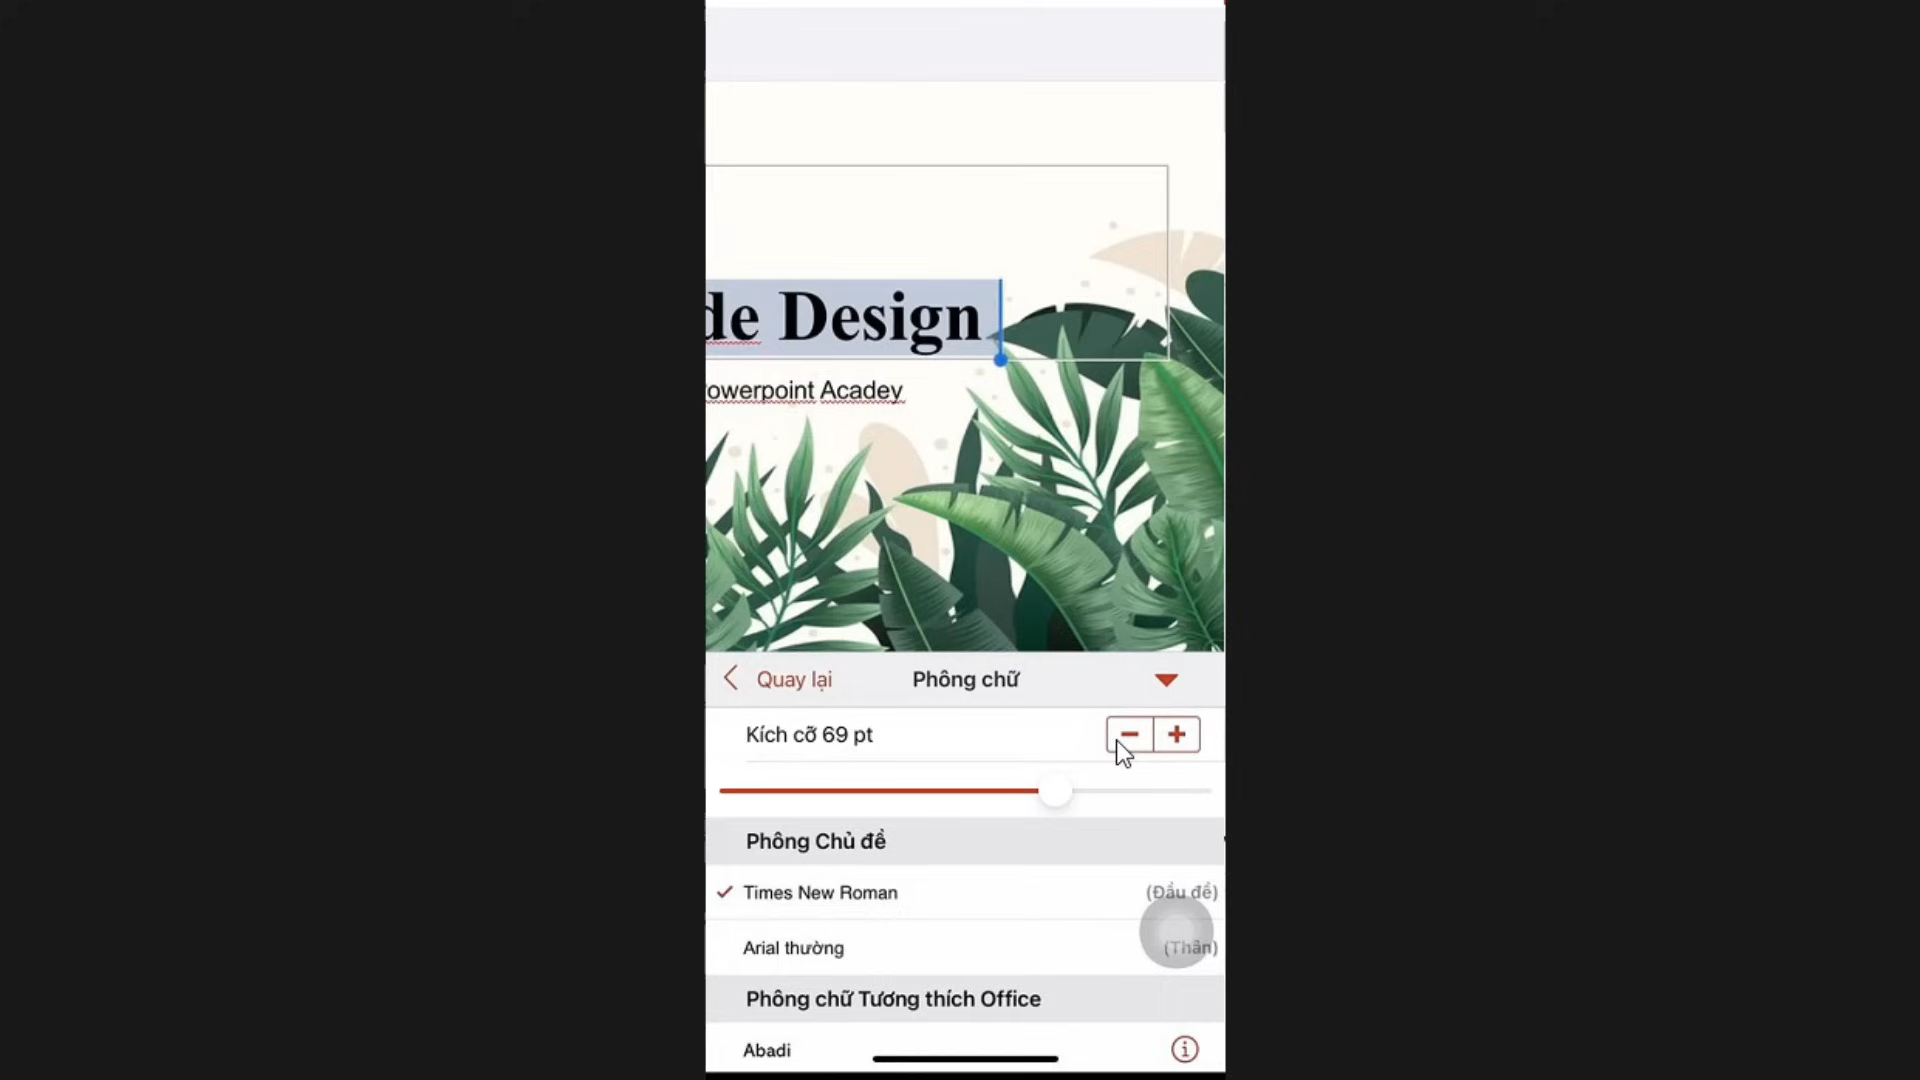 de Design
owerpoint Acadey
Quay lại Phông chữ
Kích cỡ 69 pt
Phông Chủ đề
Times New Roman (Đầu đề)
Arial thường (Thân)
Phông chữ Tương thích Office
Abadi